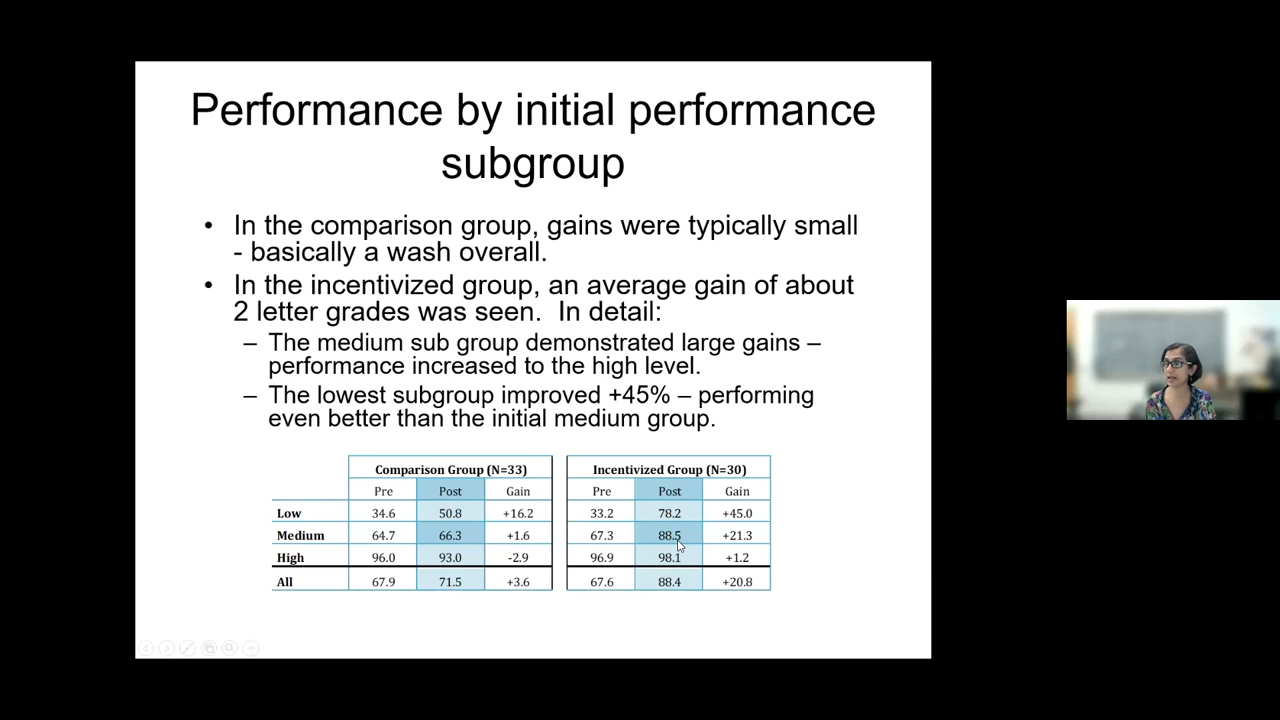 Performance by initial performance
subgroup
• In the comparison group, gains were typically small
- basically a wash overall.
• In the incentivized group, an average gain of about
2 letter grades was seen.  In detail:
– The medium sub group demonstrated large gains –
performance increased to the high level.
– The lowest subgroup improved +45% – performing
even better than the initial medium group.
Comparison Group (N=33) Incentivized Group (N=30)
Pre Post Gain Pre Post Gain
Low 34.6 50.8 +16.2 33.2 78.2 +45.0
Medium 64.7 66.3 +1.6 67.3 88.5 +21.3
High 96.0 93.0 -2.9 96.9 98.1 +1.2
All 67.9 71.5 +3.6 67.6 88.4 +20.8